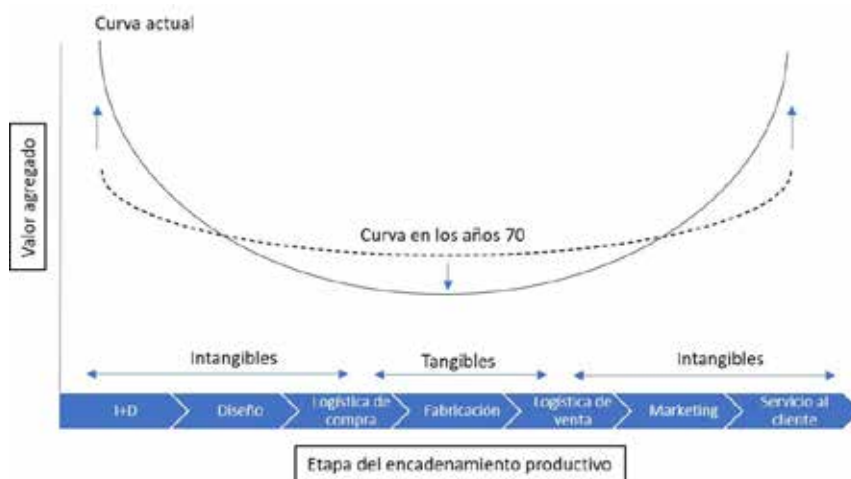 Curva actual
Valor agregado
Curva en los años 70
Intangibles
Tangibles
Intangibles
I+D
Diseño
Logística de
compra
Fabricación
Logística de
venta
Marketing
Servicio al
cliente
Etapa del encadenamiento productivo